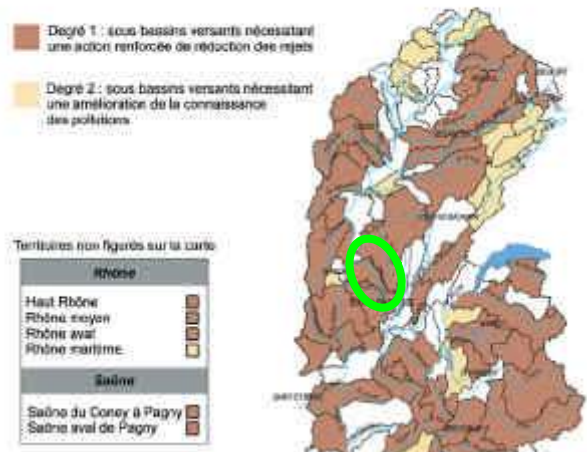 Degré 1 : sous bassins versants nécessitant
une action renforcée de réduction des rejets
Degré 2 : sous bassins versants nécessitant
une amélioration de la connaissance
des pollutions
Territoires non figurés sur la carte
Rhône
Haut Rhône
Rhône moyen
Rhône aval
Rhône maritime
Saône
Saône du Coney à Pagny
Saône aval de Pagny